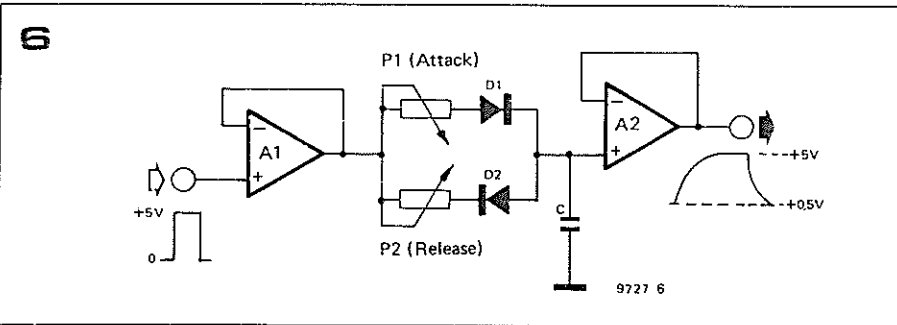 6
P1 (Attack)
D1
A1
A2
+5V
0
D2
P2 (Release)
C
+5V
+0,5V
9727 6